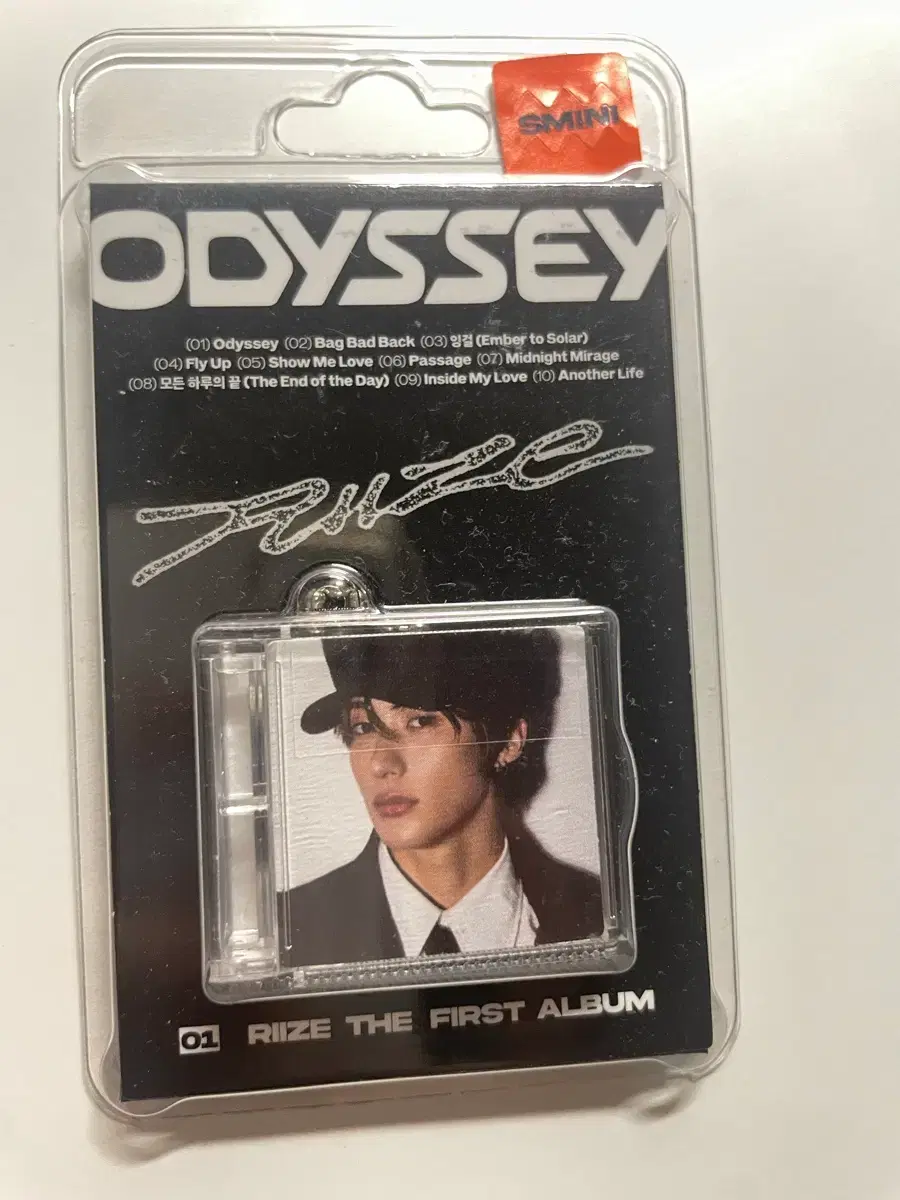 SMINI
ODYSSEY
(01) Odyssey (02) Bag Bad Back (03) 잉걸 (Ember to Solar)
(04) Fly Up (05) Show Me Love (06) Passage (07) Midnight Mirage
(08) 모든 하루의 끝 (The End of the Day) (09) Inside My Love (10) Another Life
RIIZE
01 RIIZE THE FIRST ALBUM